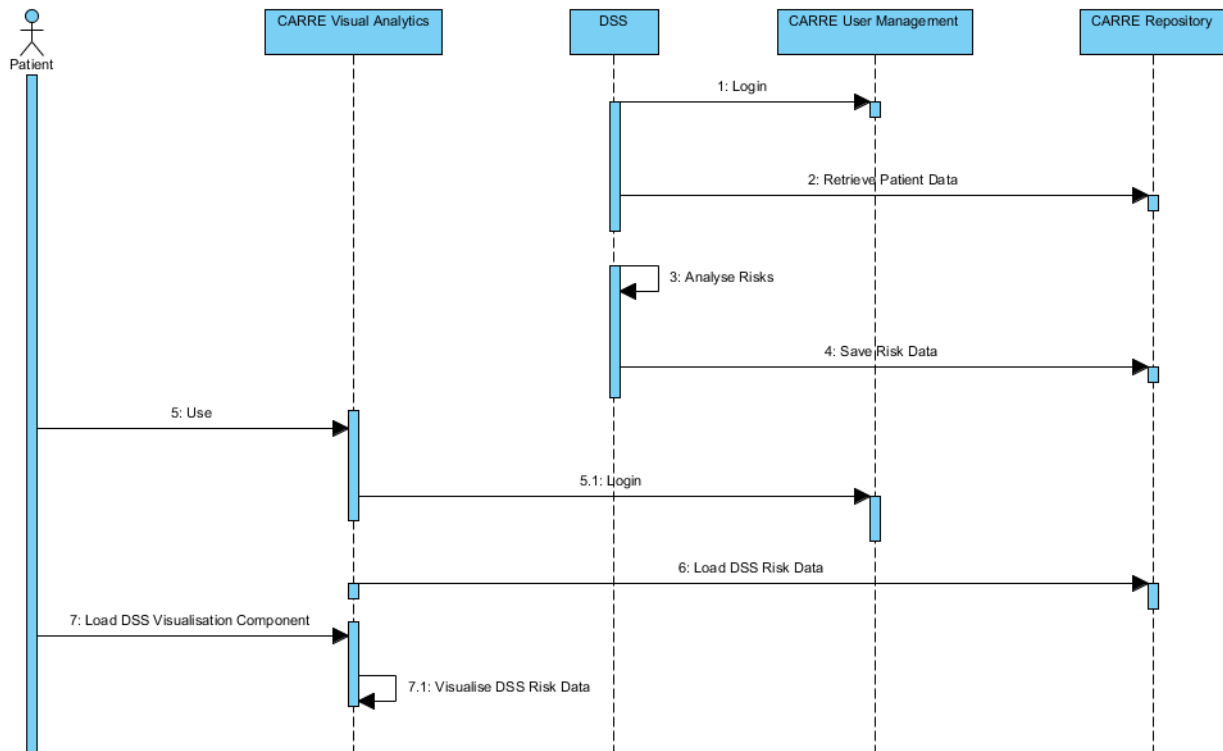 CARRE Visual Analytics
DSS
CARRE User Management
CARRE Repository
Patient
1: Login
2: Retrieve Patient Data
3: Analyse Risks
4: Save Risk Data
5: Use
5.1: Login
6: Load DSS Risk Data
7: Load DSS Visualisation Component
7.1: Visualise DSS Risk Data